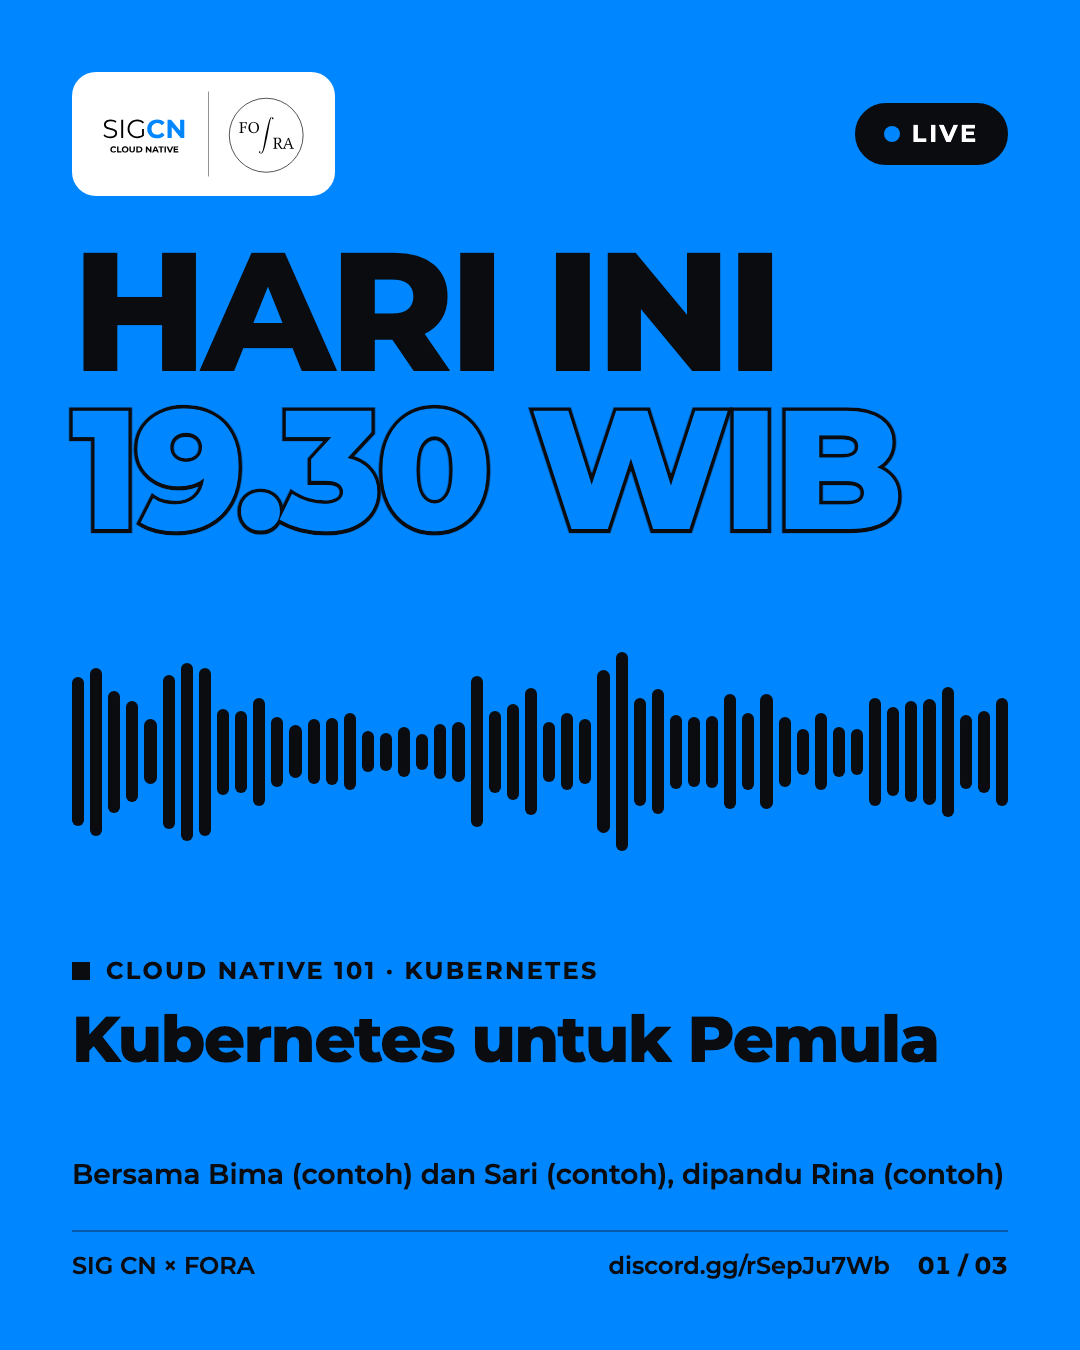 SIGCN
CLOUD NATIVE
FO
RA
LIVE
HARI INI
19.30 WIB
CLOUD NATIVE 101 · KUBERNETES
Kubernetes untuk Pemula
Bersama Bima (contoh) dan Sari (contoh), dipandu Rina (contoh)
SIG CN × FORA
discord.gg/rSepJu7Wb 01 / 03